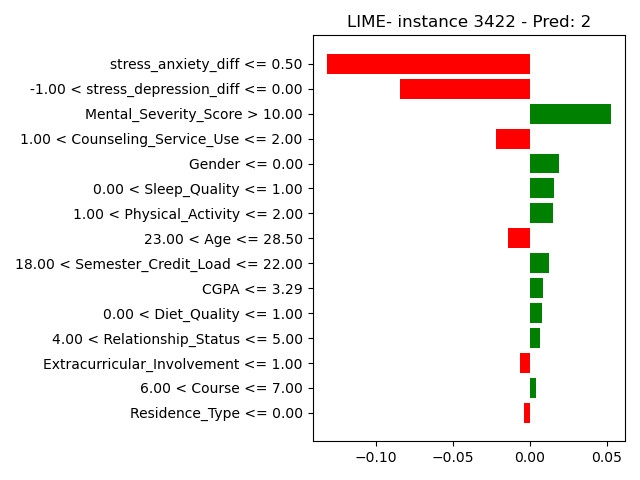 LIME- instance 3422 - Pred: 2
stress_anxiety_diff <= 0.50
-1.00 < stress_depression_diff <= 0.00
Mental_Severity_Score > 10.00
1.00 < Counseling_Service_Use <= 2.00
Gender <= 0.00
0.00 < Sleep_Quality <= 1.00
1.00 < Physical_Activity <= 2.00
23.00 < Age <= 28.50
18.00 < Semester_Credit_Load <= 22.00
CGPA <= 3.29
0.00 < Diet_Quality <= 1.00
4.00 < Relationship_Status <= 5.00
Extracurricular_Involvement <= 1.00
6.00 < Course <= 7.00
Residence_Type <= 0.00
−0.10 −0.05 0.00 0.05